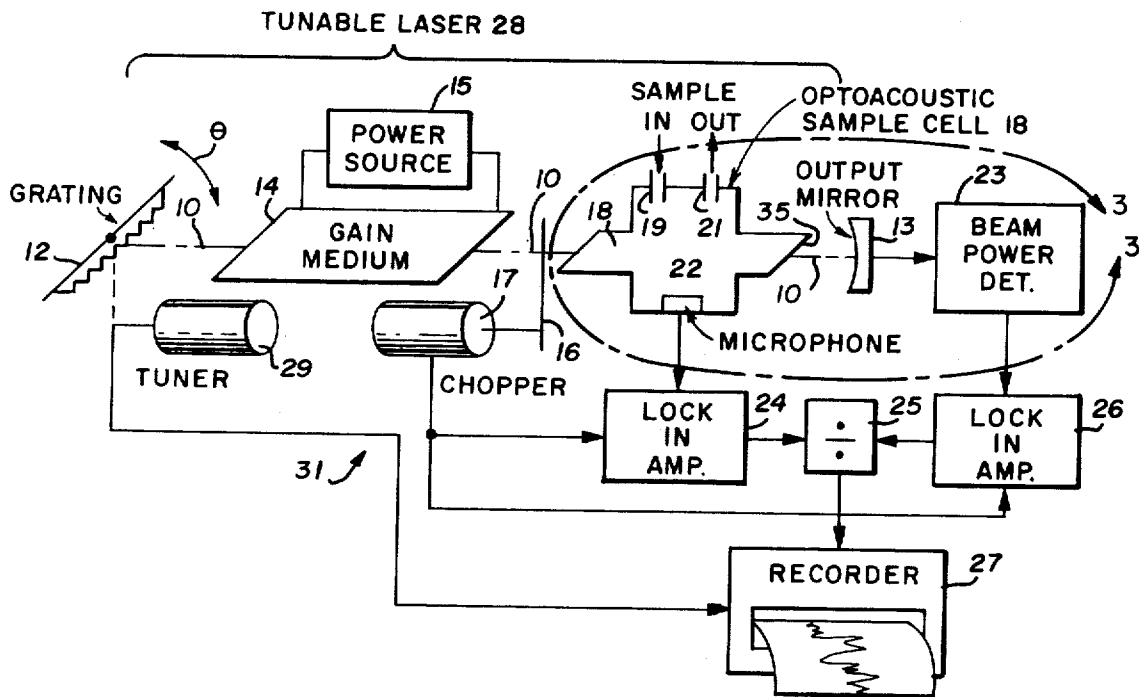 TUNABLE LASER 28
15
POWER
SOURCE
SAMPLE
IN OUT
OPTOACOUSTIC
SAMPLE CELL 18
θ
GRATING
10
12
14
GAIN
MEDIUM
10
18
19
21
35
OUTPUT
MIRROR
13
10
23
BEAM
POWER
DET.
3
3
22
MICROPHONE
29
TUNER
17
16
CHOPPER
31
LOCK
IN
AMP.
24
÷
25
LOCK
IN
AMP.
26
RECORDER
27